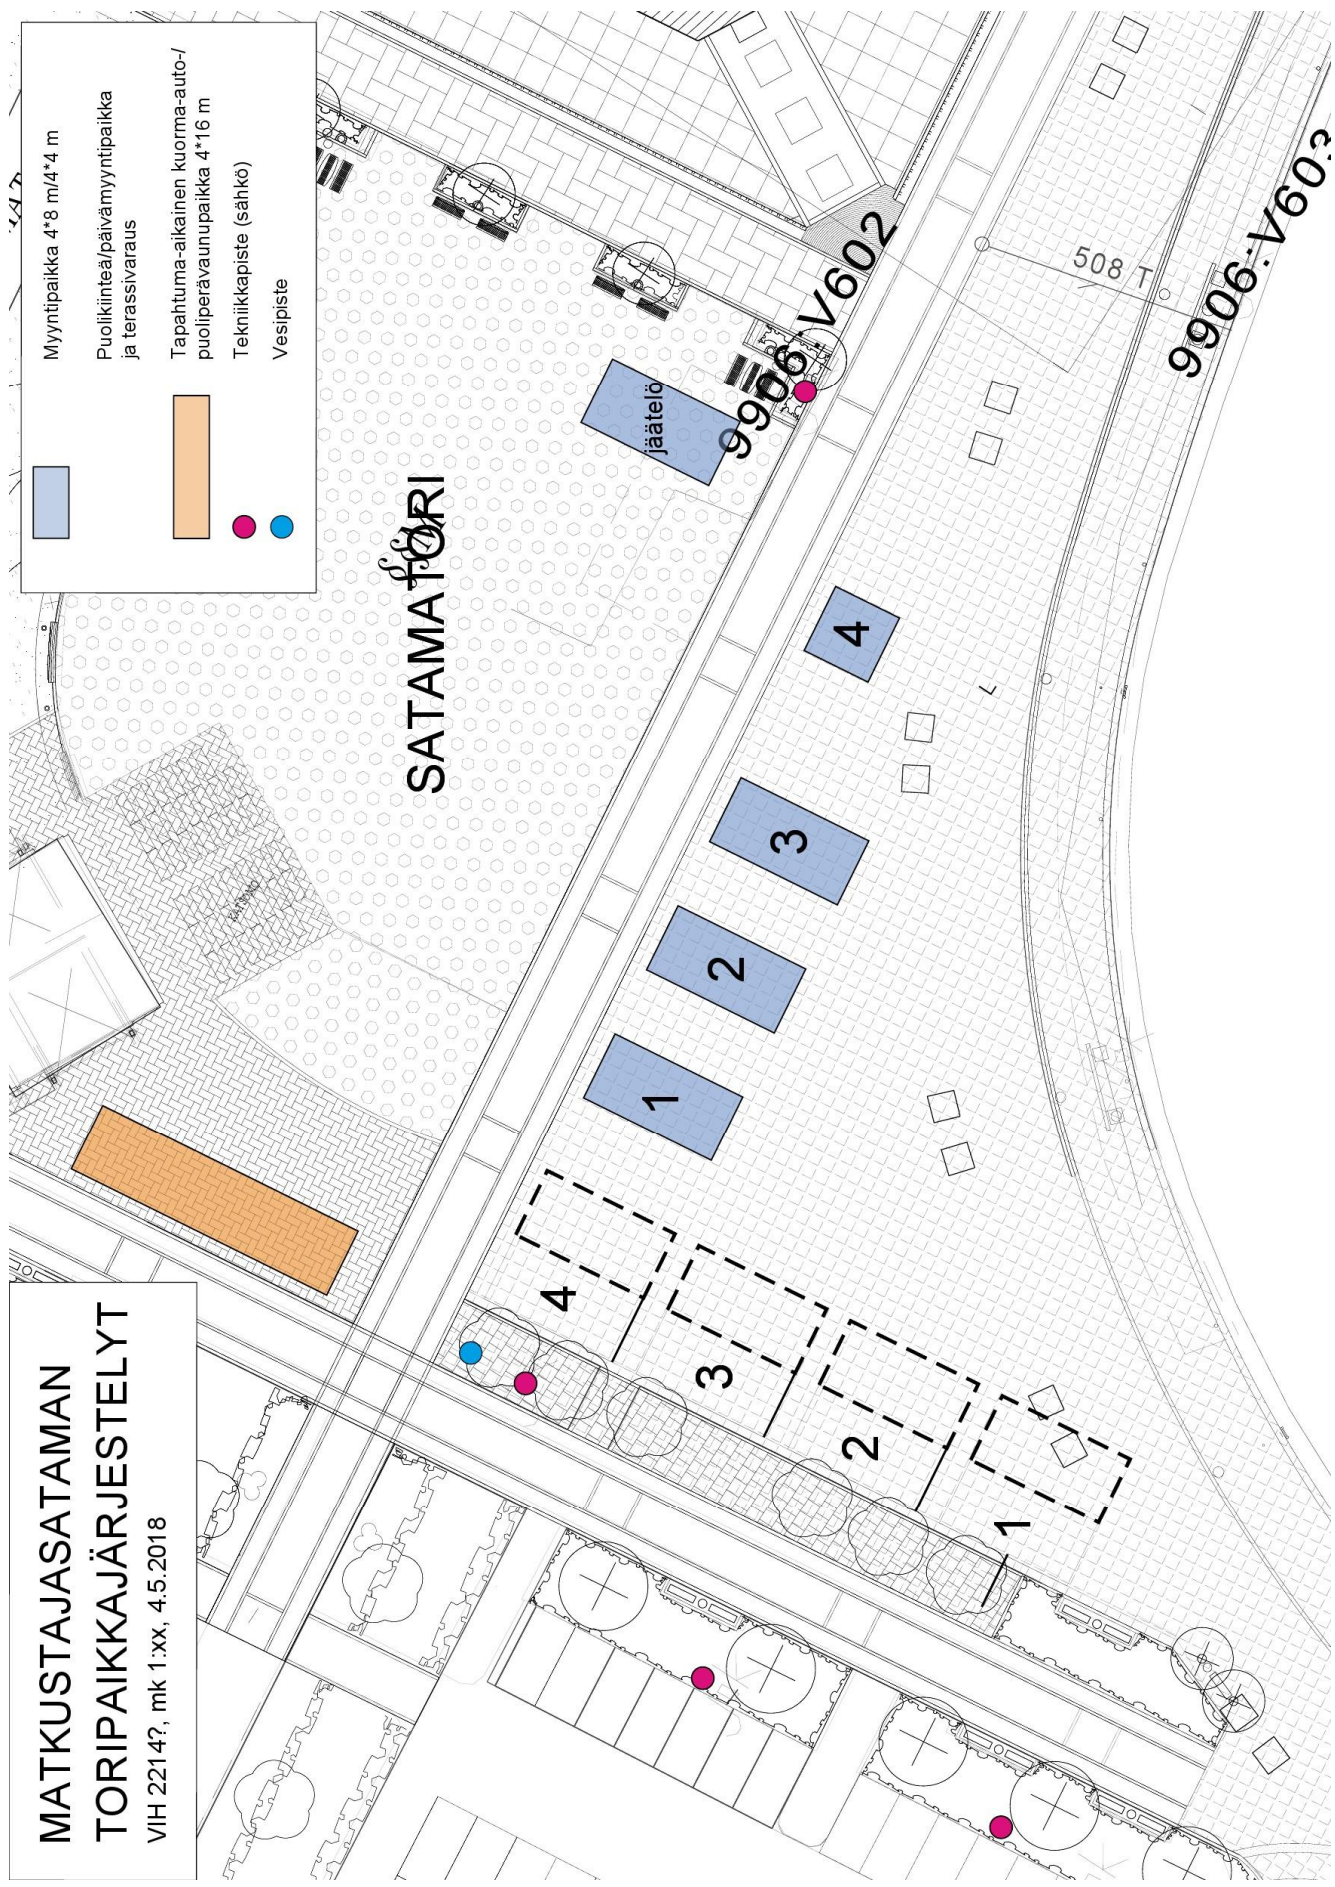 MATKUSTAJASATAMAN
TORIPAIKKAJÄRJESTELYT
VIH 2214?, mk 1:xx, 4.5.2018
Myyntipaikka 4*8 m/4*4 m
Puolikinteä/päivämyyntipaikka
ja terassivaraus
Tapahtuma-aikainen kuorma-auto-/
puoliperävaunupaikka 4*16 m
Tekniikkapiste (sähkö)
Vesipiste
SATAMATORI
KATSOMO
jäätelö
9906:V602
9906:V603
508 T
L
1
2
3
4
4
3
2
1